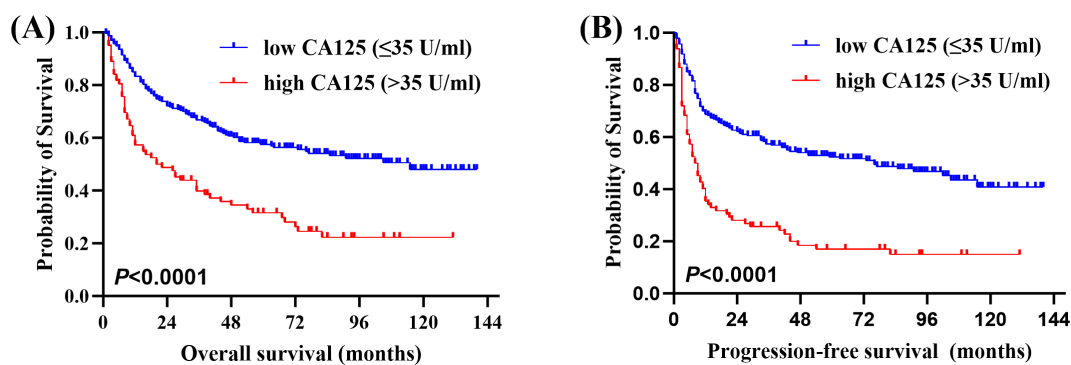 (A)
Probability of Survival
1.0
0.8
0.6
0.4
0.2
0.0
low CA125 (≤35 U/ml)
high CA125 (>35 U/ml)
P<0.0001
0 24 48 72 96 120 144
Overall survival (months)
(B)
Probability of Survival
1.0
0.8
0.6
0.4
0.2
0.0
low CA125 (≤35 U/ml)
high CA125 (>35 U/ml)
P<0.0001
0 24 48 72 96 120 144
Progression-free survival (months)